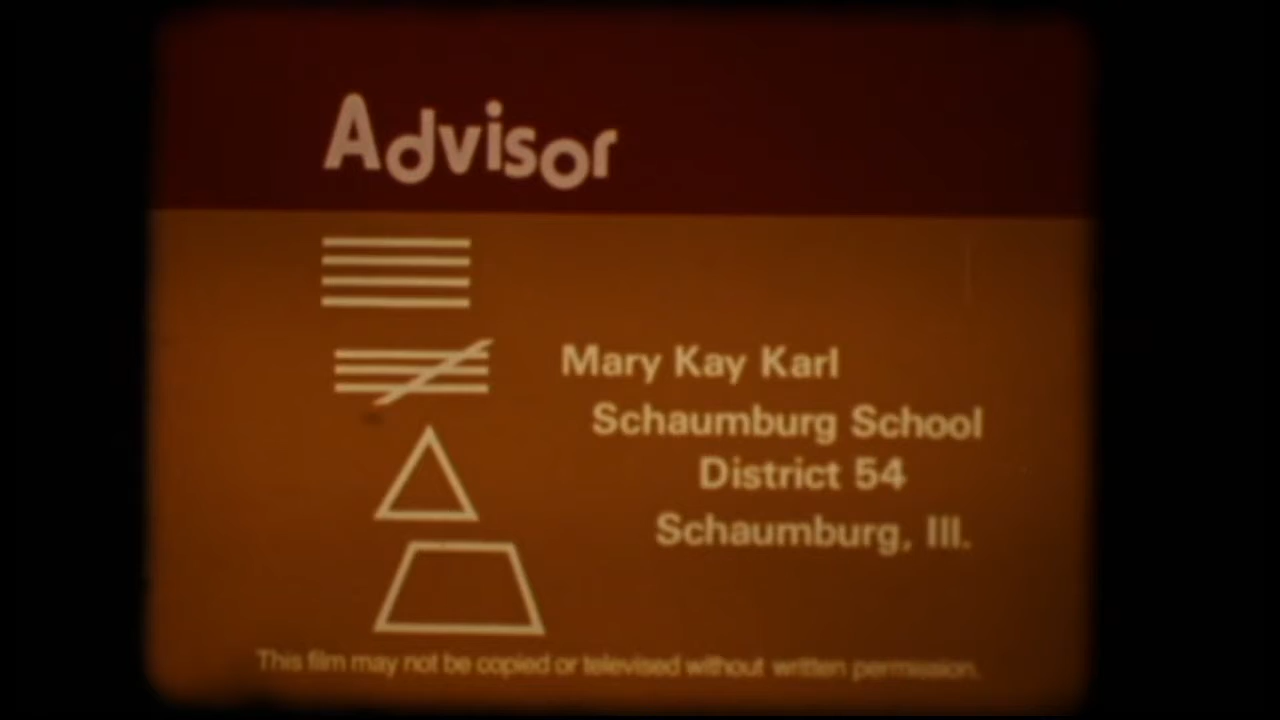 Advisor
Mary Kay Karl
Schaumburg School
District 54
Schaumburg, Ill.
This film may not be copied or televised without written permission.